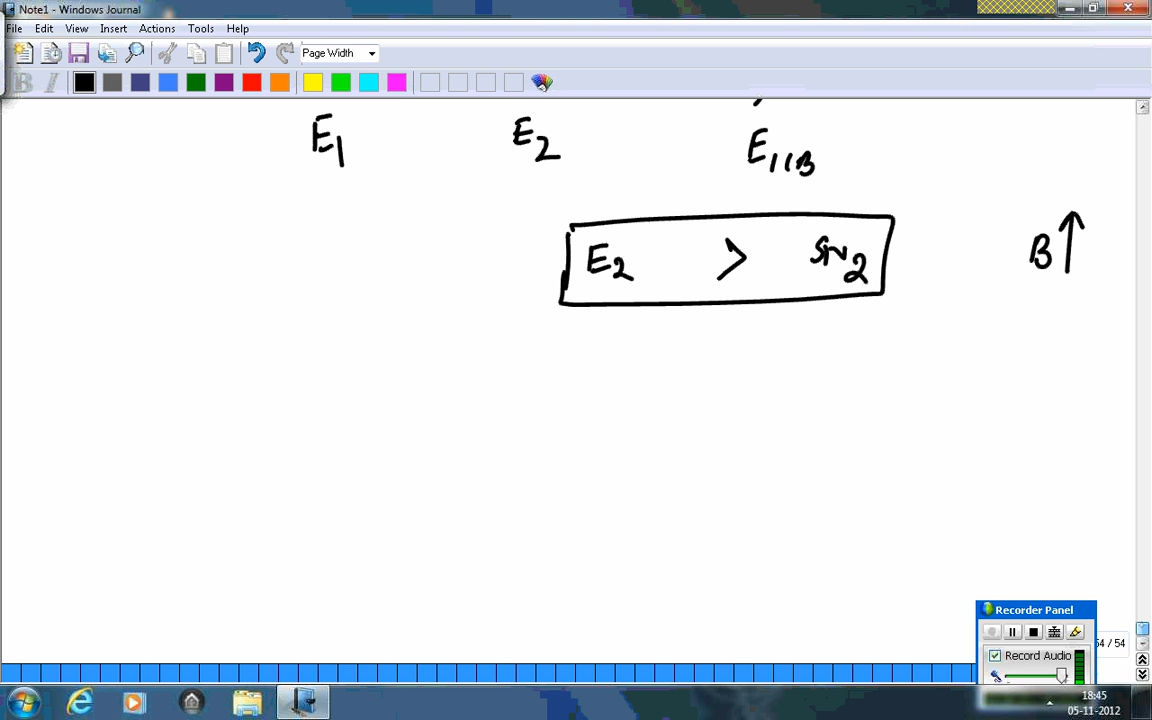 Note1 - Windows Journal
File Edit View Insert Actions Tools Help
Page Width
B I
E1 E2 E11B
E2 > SN2 B↑
Recorder Panel
54 / 54
Record Audio
18:45
05-11-2012